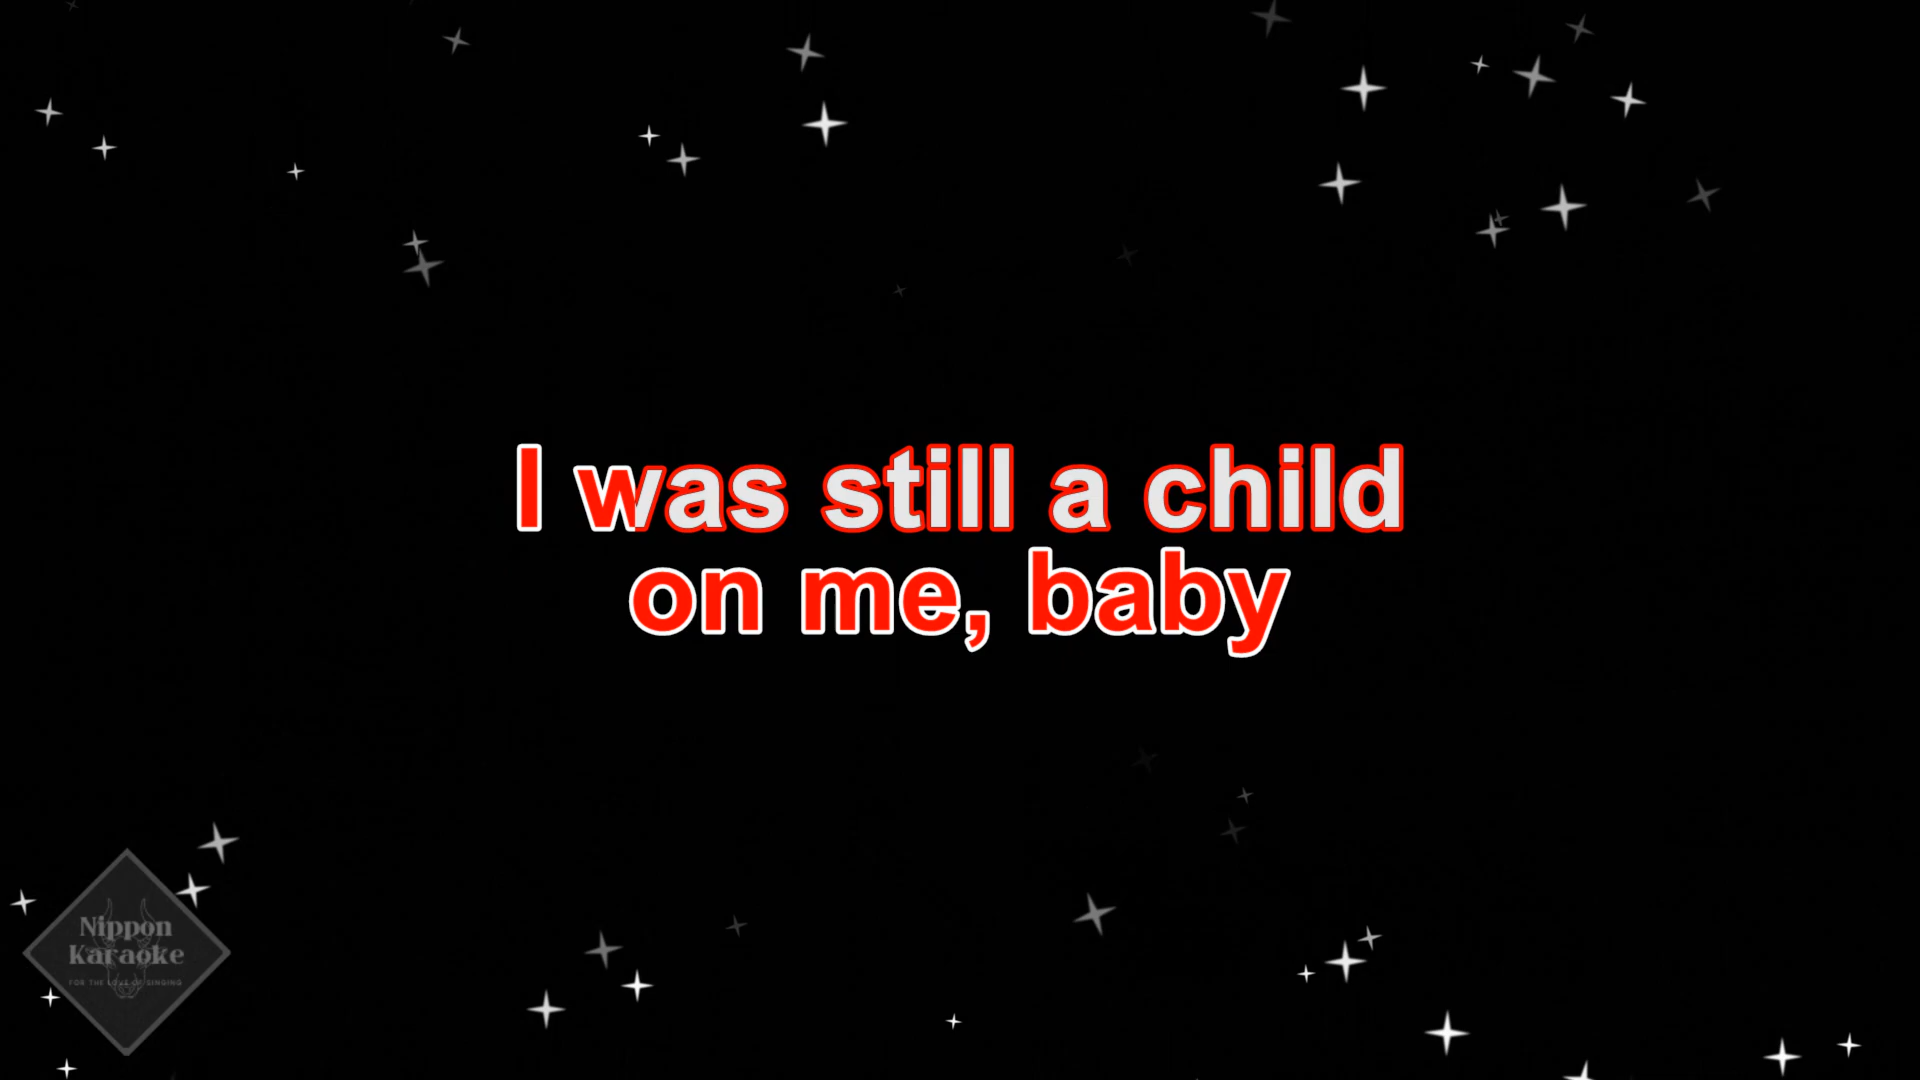 I was still a child
on me, baby
Nippon
Karaoke
FOR THE LOVE OF SINGING